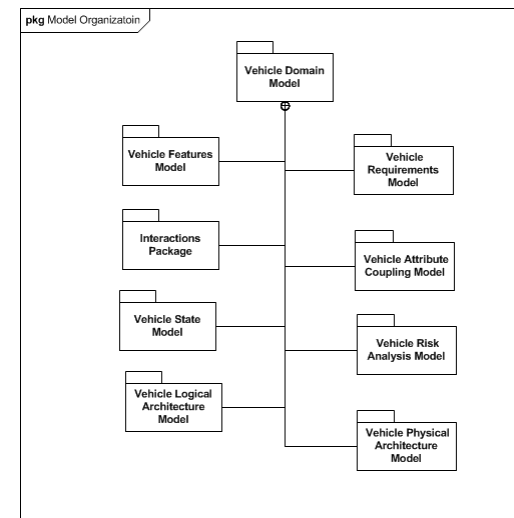 pkg Model Organizatoin
Vehicle Domain
Model
Vehicle Features
Model
Vehicle
Requirements
Model
Interactions
Package
Vehicle Attribute
Coupling Model
Vehicle State
Model
Vehicle Risk
Analysis Model
Vehicle Logical
Architecture
Model
Vehicle Physical
Architecture
Model